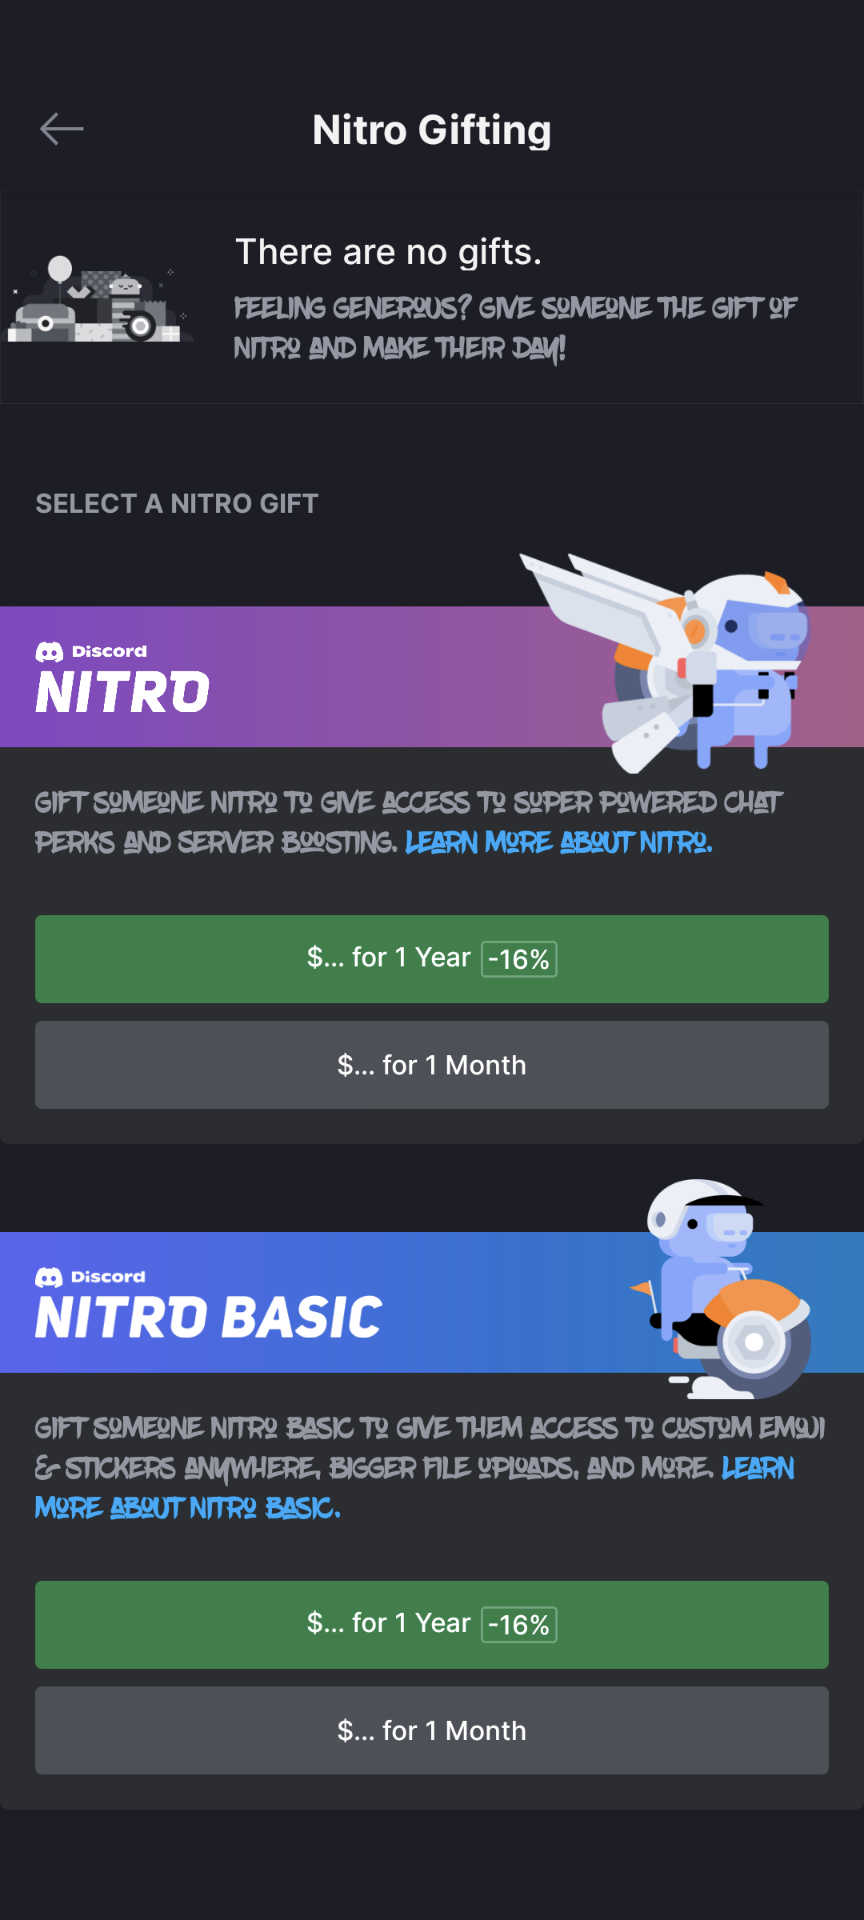 Nitro Gifting
There are no gifts.
FEELING GENEROUS? GIVE SOMEONE THE GIFT OF
NITRO AND MAKE THEIR DAY!
SELECT A NITRO GIFT
Discord
NITRO
GIFT SOMEONE NITRO TO GIVE ACCESS TO SUPER POWERED CHAT
PERKS AND SERVER BOOSTING. LEARN MORE ABOUT NITRO.
$... for 1 Year -16%
$... for 1 Month
Discord
NITRO BASIC
GIFT SOMEONE NITRO BASIC TO GIVE THEM ACCESS TO CUSTOM EMOJI
& STICKERS ANYWHERE, BIGGER FILE UPLOADS, AND MORE. LEARN
MORE ABOUT NITRO BASIC.
$... for 1 Year -16%
$... for 1 Month